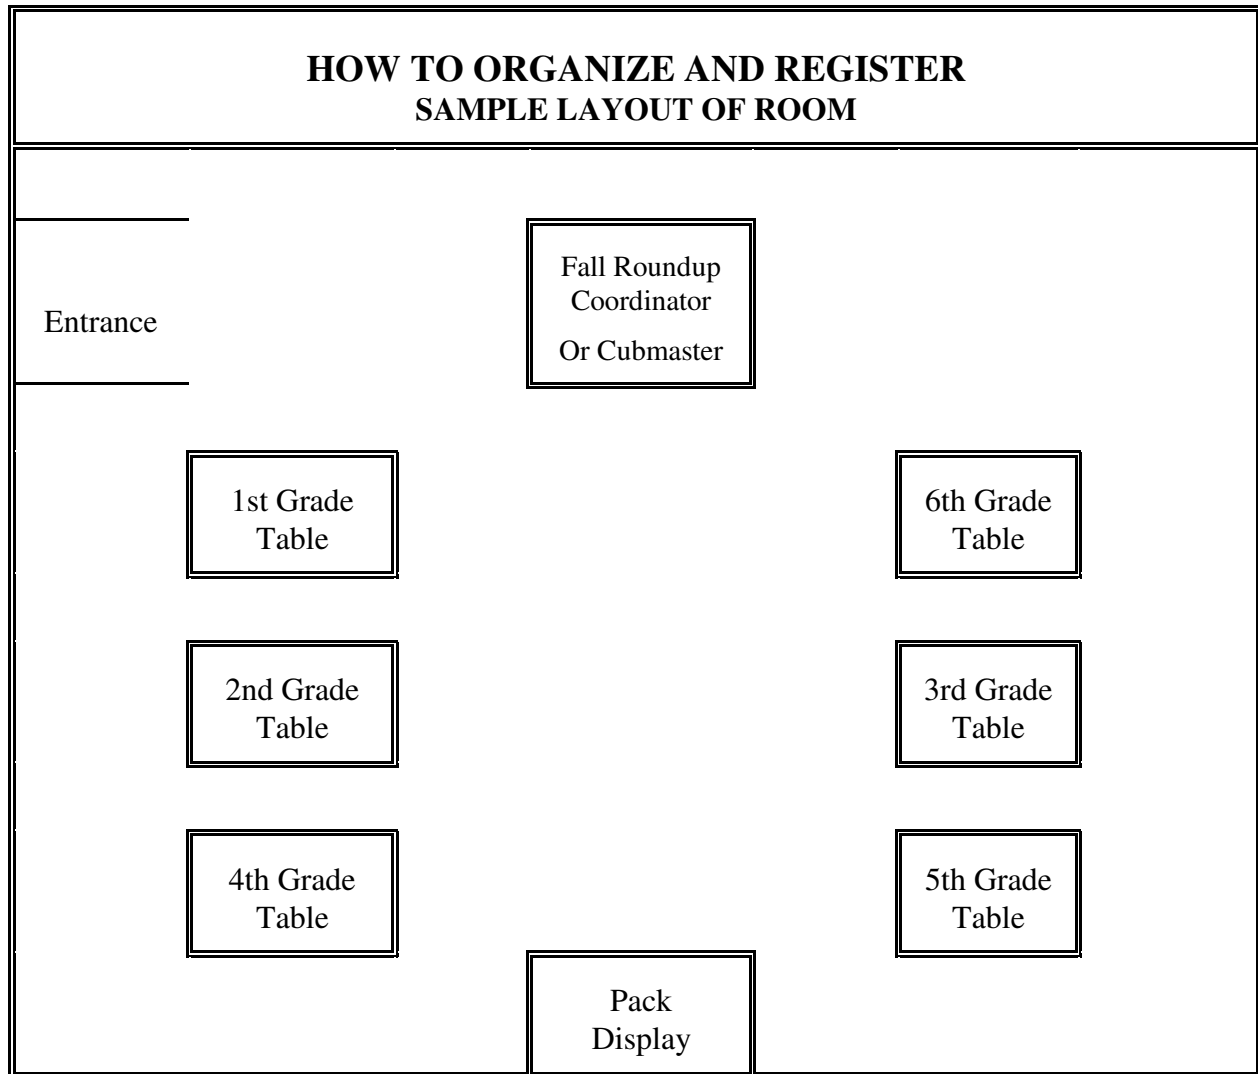 HOW TO ORGANIZE AND REGISTER
SAMPLE LAYOUT OF ROOM
Entrance
Fall Roundup
Coordinator
Or Cubmaster
1st Grade
Table
6th Grade
Table
2nd Grade
Table
3rd Grade
Table
4th Grade
Table
5th Grade
Table
Pack
Display